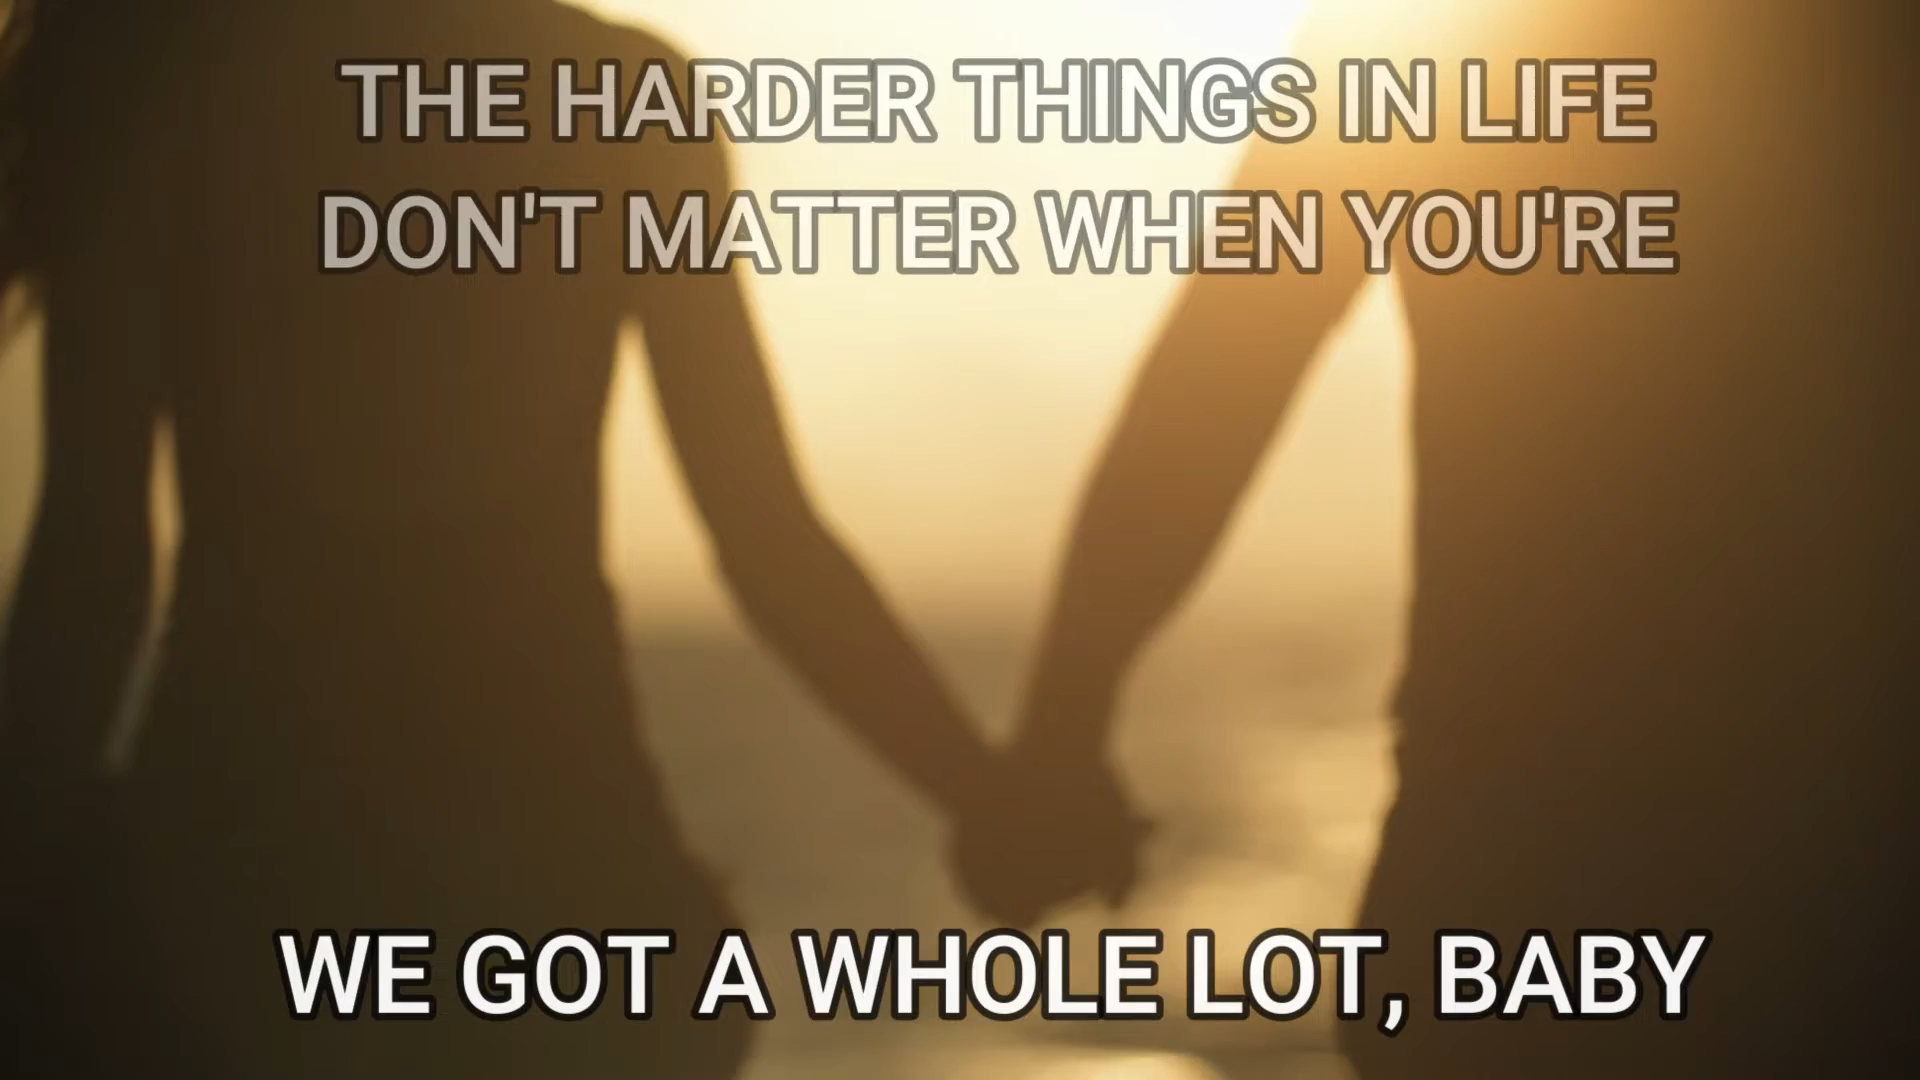 THE HARDER THINGS IN LIFE
DON'T MATTER WHEN YOU'RE
WE GOT A WHOLE LOT, BABY